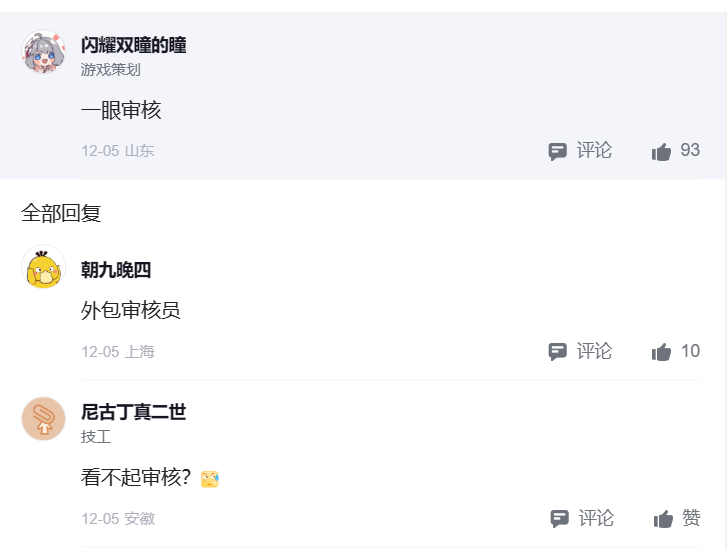 闪耀双瞳的瞳
游戏策划
一眼审核
12-05 山东 评论 93
全部回复
朝九晚四
外包审核员
12-05 上海 评论 10
尼古丁真二世
技工
看不起审核？
12-05 安徽 评论 赞